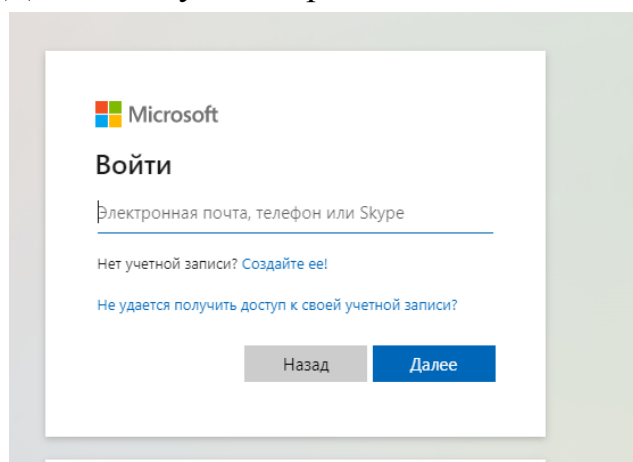 Microsoft
Войти
Электронная почта, телефон или Skype
Нет учетной записи? Создайте ее!
Не удается получить доступ к своей учетной записи?
Назад Далее